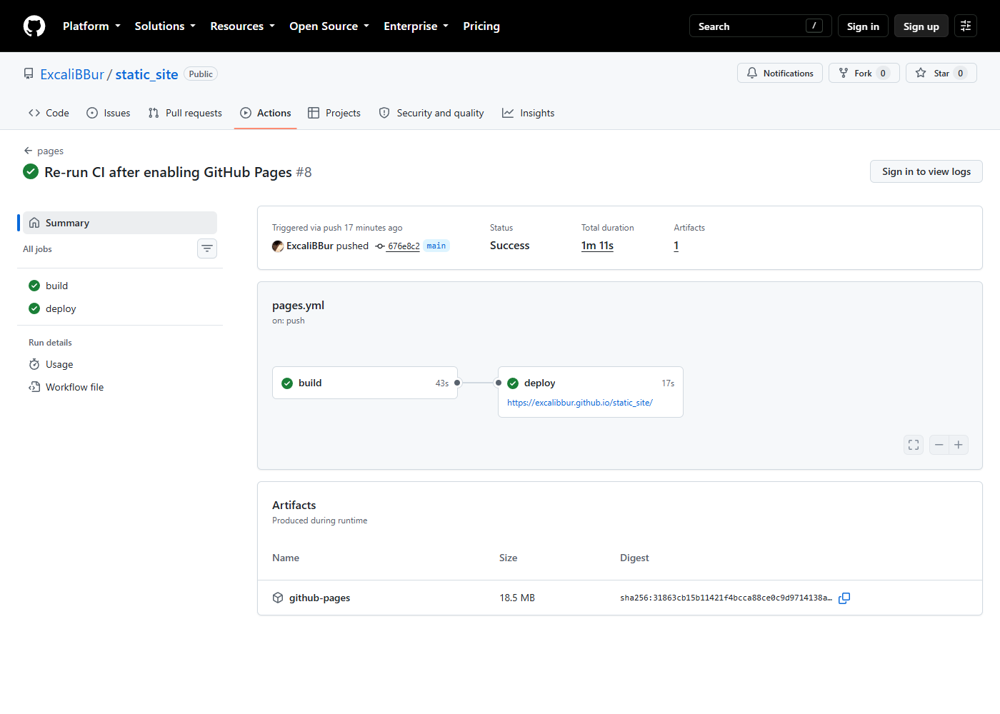 Platform Solutions Resources Open Source Enterprise Pricing Search / Sign in Sign up
ExcaliBBur / static_site Public Notifications Fork 0 Star 0
Code Issues Pull requests Actions Projects Security and quality Insights
pages
Re-run CI after enabling GitHub Pages #8
Sign in to view logs
Summary
All jobs
build
deploy
Run details
Usage
Workflow file
Triggered via push 17 minutes ago Status Total duration Artifacts
ExcaliBBur pushed 676e8c2 main Success 1m 11s 1
pages.yml
on: push
build 43s
deploy 17s
https://excalibbur.github.io/static_site/
Artifacts
Produced during runtime
Name Size Digest
github-pages 18.5 MB sha256:31863cb15b11421f4bcca88ce0c9d9714138a…